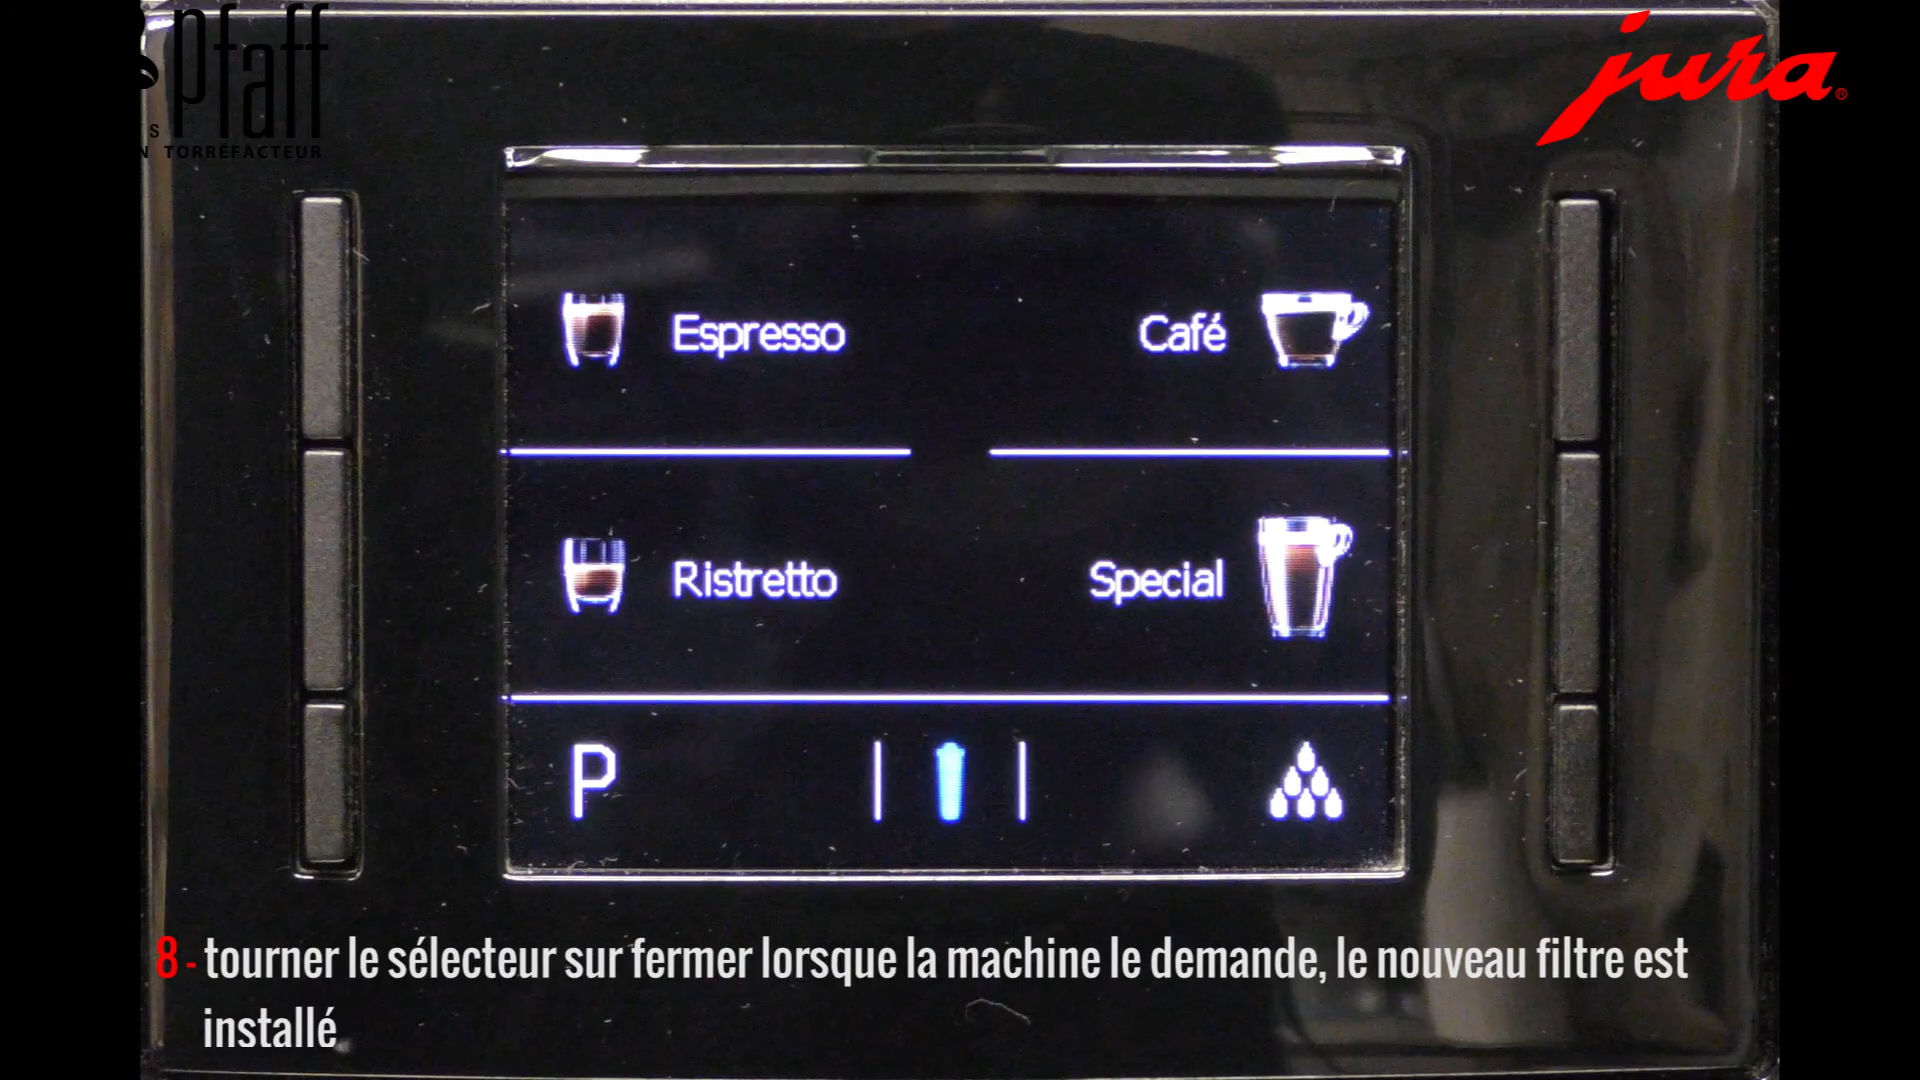 Pfaff
S
N TORRÉFACTEUR
jura®
Espresso
Café
Ristretto
Special
P
8- tourner le sélecteur sur fermer lorsque la machine le demande, le nouveau filtre est
installé